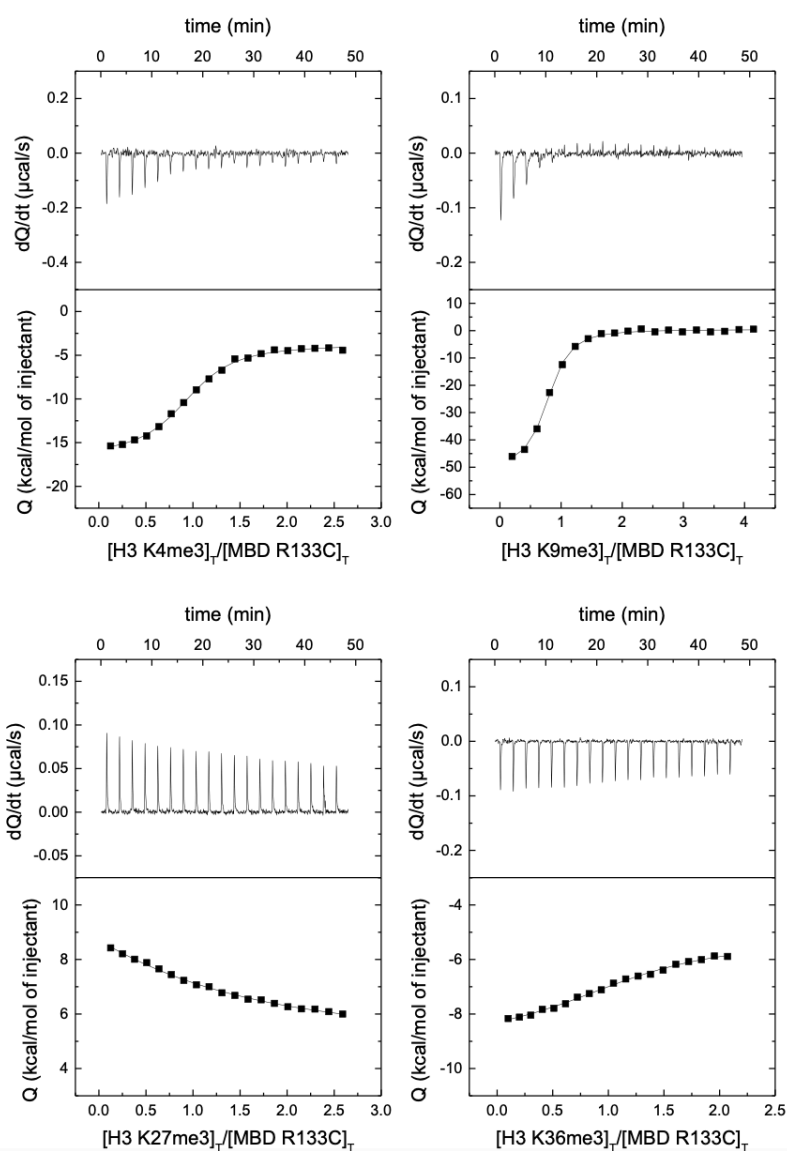 time (min)
0 10 20 30 40 50
0.2
0.0
-0.2
-0.4
dQ/dt (µcal/s)
0
-5
-10
-15
-20
Q (kcal/mol of injectant)
0.0 0.5 1.0 1.5 2.0 2.5 3.0
[H3 K4me3]T/[MBD R133C]T
time (min)
0 10 20 30 40 50
0.1
0.0
-0.1
-0.2
dQ/dt (µcal/s)
10
0
-10
-20
-30
-40
-50
-60
Q (kcal/mol of injectant)
0 1 2 3 4
[H3 K9me3]T/[MBD R133C]T
time (min)
0 10 20 30 40 50
0.15
0.10
0.05
0.00
-0.05
dQ/dt (µcal/s)
10
8
6
4
Q (kcal/mol of injectant)
0.0 0.5 1.0 1.5 2.0 2.5 3.0
[H3 K27me3]T/[MBD R133C]T
time (min)
0 10 20 30 40 50
0.1
0.0
-0.1
-0.2
dQ/dt (µcal/s)
-4
-6
-8
-10
Q (kcal/mol of injectant)
0.0 0.5 1.0 1.5 2.0 2.5
[H3 K36me3]T/[MBD R133C]T